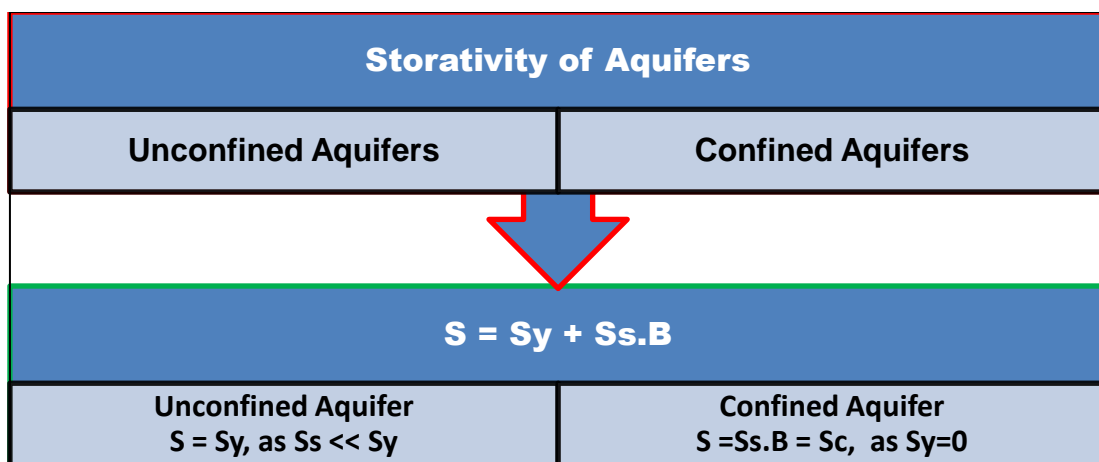 Storativity of Aquifers
Unconfined Aquifers
Confined Aquifers
S = Sy + Ss.B
Unconfined Aquifer
S = Sy, as Ss << Sy
Confined Aquifer
S =Ss.B = Sc, as Sy=0